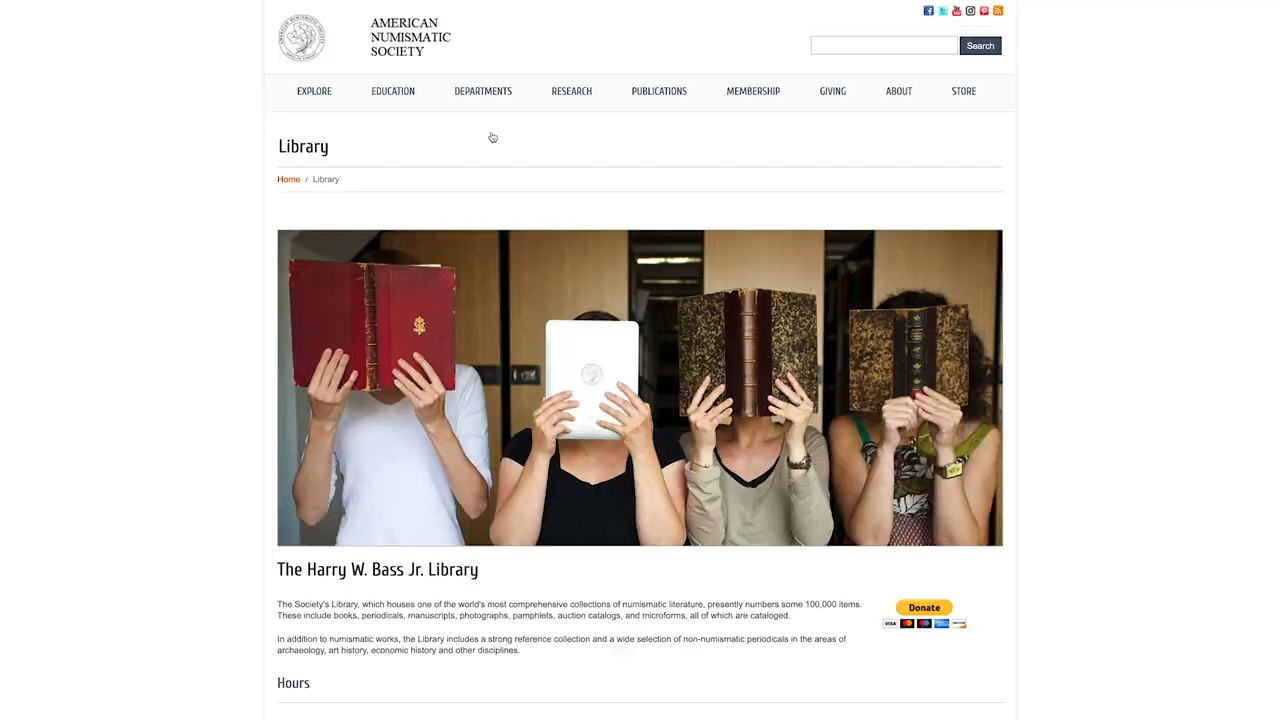 AMERICAN
NUMISMATIC
SOCIETY
Search
EXPLORE EDUCATION DEPARTMENTS RESEARCH PUBLICATIONS MEMBERSHIP GIVING ABOUT STORE
Library
Home / Library
The Harry W. Bass Jr. Library
The Society's Library, which houses one of the world's most comprehensive collections of numismatic literature, presently numbers some 100,000 items.
These include books, periodicals, manuscripts, photographs, pamphlets, auction catalogs, and microforms, all of which are cataloged.
Donate
VISA
In addition to numismatic works, the Library includes a strong reference collection and a wide selection of non-numismatic periodicals in the areas of
archaeology, art history, economic history and other disciplines.
Hours